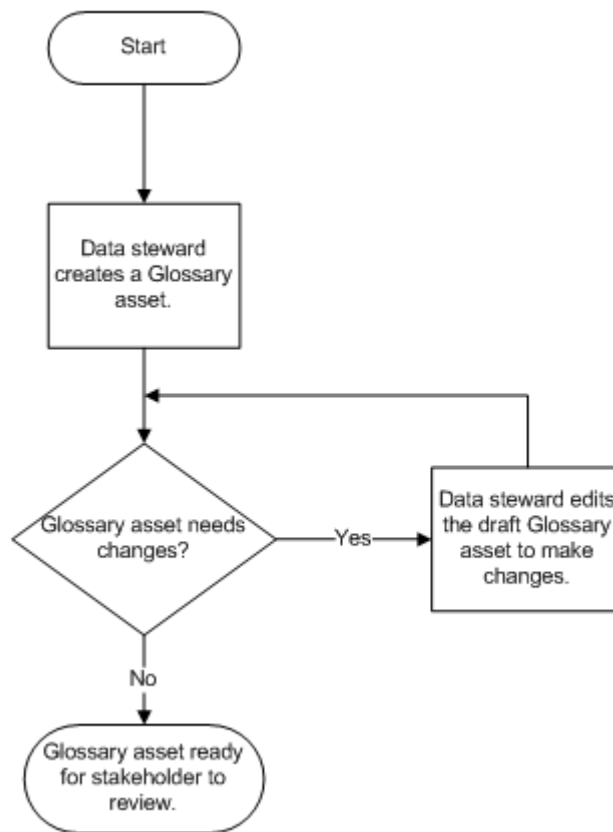 Start
Data steward
creates a Glossary
asset.
Glossary asset needs
changes?
Yes
Data steward edits
the draft Glossary
asset to make
changes.
No
Glossary asset ready
for stakeholder to
review.